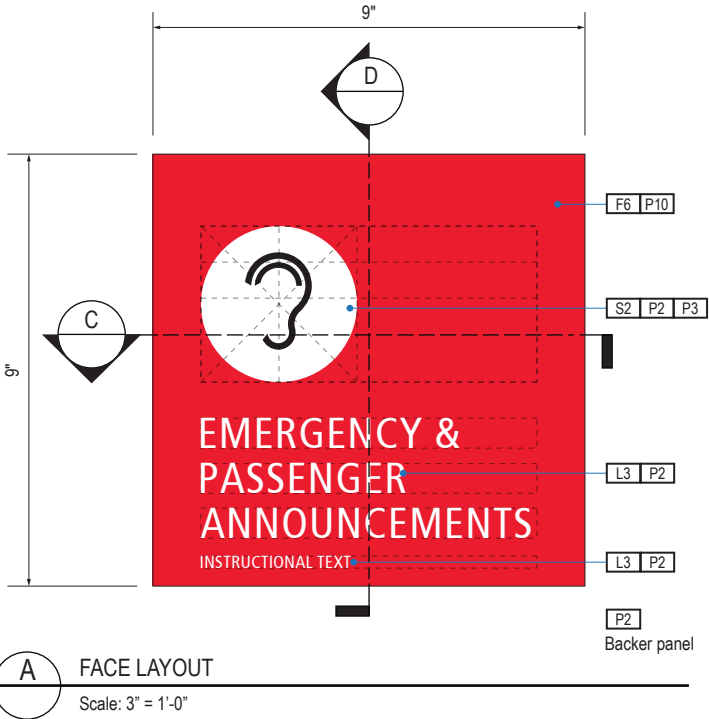 9"
D
F6 P10
S2 P2 P3
C
9"
EMERGENCY &
PASSENGER
ANNOUNCEMENTS
L3 P2
INSTRUCTIONAL TEXT
L3 P2
P2
Backer panel
A
FACE LAYOUT
Scale: 3” = 1’-0”